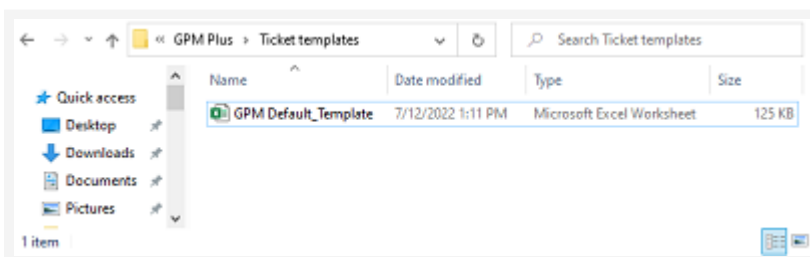 « GPM Plus › Ticket templates
Search Ticket templates
Name Date modified Type Size
Quick access
GPM Default_Template 7/12/2022 1:11 PM Microsoft Excel Worksheet 125 KB
Desktop
Downloads
Documents
Pictures
1 item